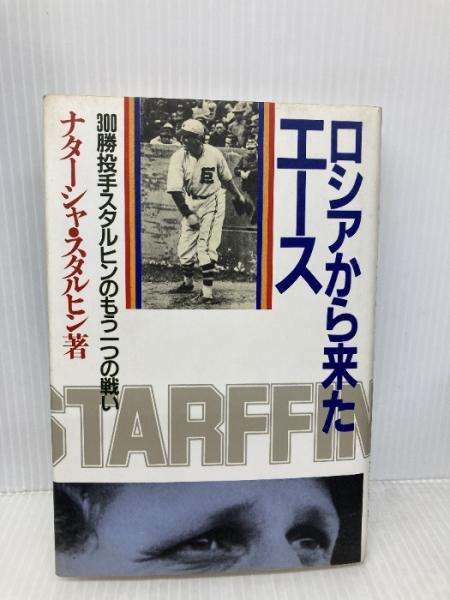 ロシアから来た
エース
300勝投手スタルヒンのもう一つの戦い
ナターシャ・スタルヒン著
E
STARFFIN